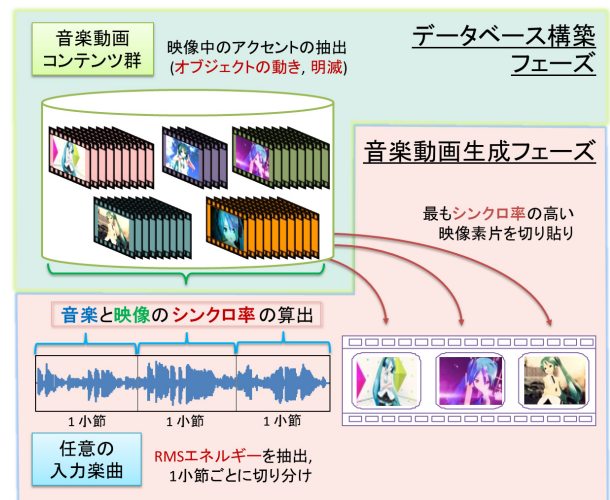 音楽動画
コンテンツ群
映像中のアクセントの抽出
(オブジェクトの動き, 明滅)
データベース構築
フェーズ
音楽動画生成フェーズ
最もシンクロ率の高い
映像素片を切り貼り
音楽と映像のシンクロ率の算出
1小節
1小節
1小節
任意の
入力楽曲
RMSエネルギーを抽出,
1小節ごとに切り分け